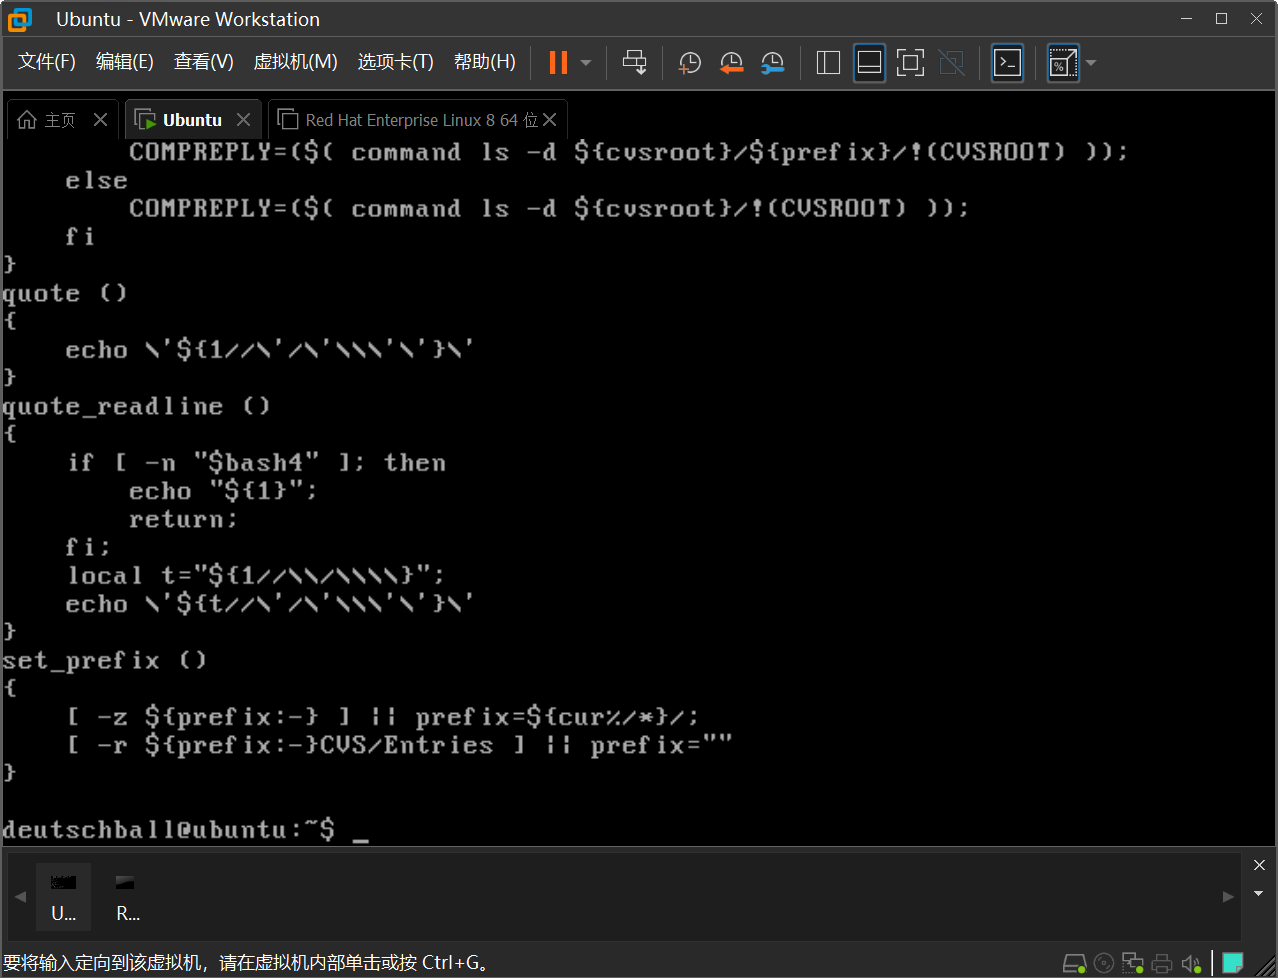 Ubuntu - VMware Workstation
文件(F) 编辑(E) 查看(V) 虚拟机(M) 选项卡(T) 帮助(H)
主页 Ubuntu Red Hat Enterprise Linux 8 64 位
        COMPREPLY=($( command ls -d ${cvsroot}/${prefix}/!(CVSROOT) ));
    else
        COMPREPLY=($( command ls -d ${cvsroot}/!(CVSROOT) ));
    fi
}
quote ()
{
    echo \'${1//\'/\'\\\'\'}\'
}
quote_readline ()
{
    if [ -n "$bash4" ]; then
        echo "${1}";
        return;
    fi;
    local t="${1//\\/\\\\}";
    echo \'${t//\'/\'\\\'\'}\'
}
set_prefix ()
{
    [ -z ${prefix:-} ] || prefix=${cur%/*}/;
    [ -r ${prefix:-}CVS/Entries ] || prefix=""
}
deutschball@ubuntu:~$ _
U... R...
要将输入定向到该虚拟机，请在虚拟机内部单击或按 Ctrl+G。